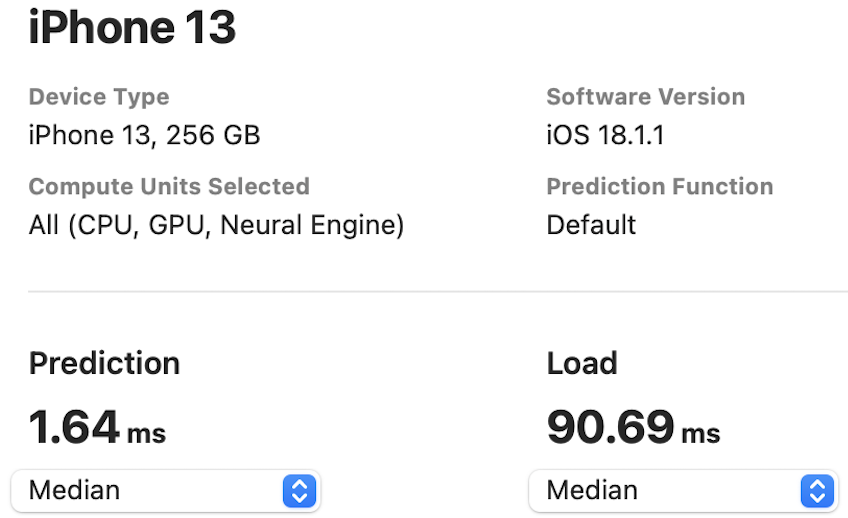 iPhone 13
Device Type
Software Version
iPhone 13, 256 GB
iOS 18.1.1
Compute Units Selected
Prediction Function
All (CPU, GPU, Neural Engine)
Default
Prediction
Load
1.64 ms
90.69 ms
Median
Median